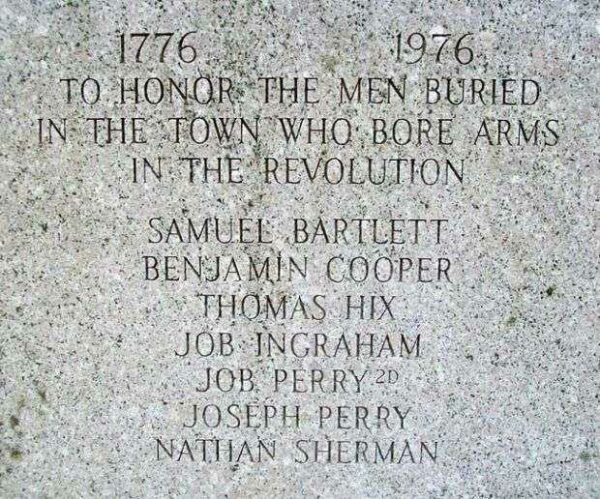 1776 1976
TO HONOR THE MEN BURIED
IN THE TOWN WHO BORE ARMS
IN THE REVOLUTION
SAMUEL BARTLETT
BENJAMIN COOPER
THOMAS HIX
JOB INGRAHAM
JOB PERRY 2D
JOSEPH PERRY
NATHAN SHERMAN